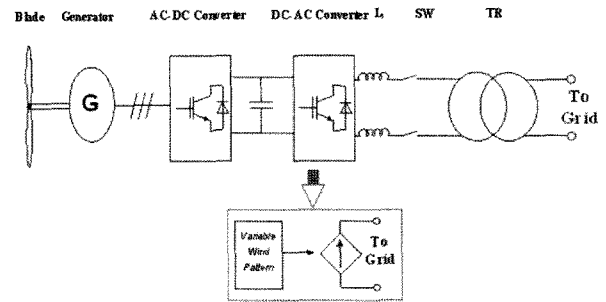 Blade Generator AC-DC Converter DC-AC Converter L SW TR
G
To
Grid
Variable
Wind
Pattern
To
Grid